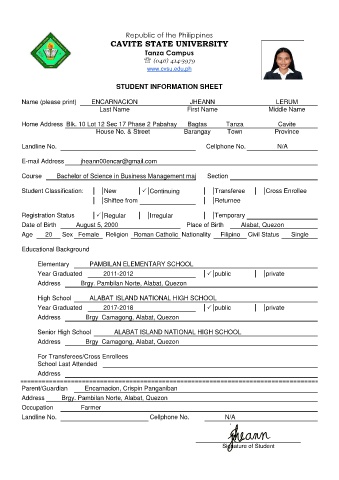 Republic of the Philippines
CAVITE STATE UNIVERSITY
Tanza Campus
☏ (046) 414-3979
www.cvsu.edu.ph
STUDENT INFORMATION SHEET
Name (please print) ENCARNACION JHEANN LERUM
Last Name First Name Middle Name
Home Address Blk. 10 Lot 12 Sec 17 Phase 2 Pabahay Bagtas Tanza Cavite
House No. & Street Barangay Town Province
Landline No. Cellphone No. N/A
E-mail Address jheann00encar@gmail.com
Course Bachelor of Science in Business Management maj Section
Student Classification: New ✓ Continuing Transferee Cross Enrollee
Shiftee from Returnee
Registration Status ✓ Regular Irregular Temporary
Date of Birth August 5, 2000 Place of Birth Alabat, Quezon
Age 20 Sex Female Religion Roman Catholic Nationality Filipino Civil Status Single
Educational Background
Elementary PAMBILAN ELEMENTARY SCHOOL
Year Graduated 2011-2012 ✓ public private
Address Brgy. Pambilan Norte, Alabat, Quezon
High School ALABAT ISLAND NATIONAL HIGH SCHOOL
Year Graduated 2017-2018 ✓ public private
Address Brgy. Camagong, Alabat, Quezon
Senior High School ALABAT ISLAND NATIONAL HIGH SCHOOL
Address Brgy. Camagong, Alabat, Quezon
For Transferees/Cross Enrollees
School Last Attended
Address
Parent/Guardian Encarnacion, Crispin Panganiban
Address Brgy. Pambilan Norte, Alabat, Quezon
Occupation Farmer
Landline No. Cellphone No. N/A
Jheann
Signature of Student